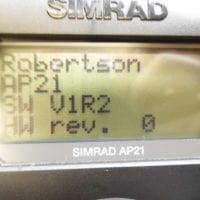 SIMRAD
Robertson
AP21
SW V1R2
HW rev. 0
SIMRAD AP21